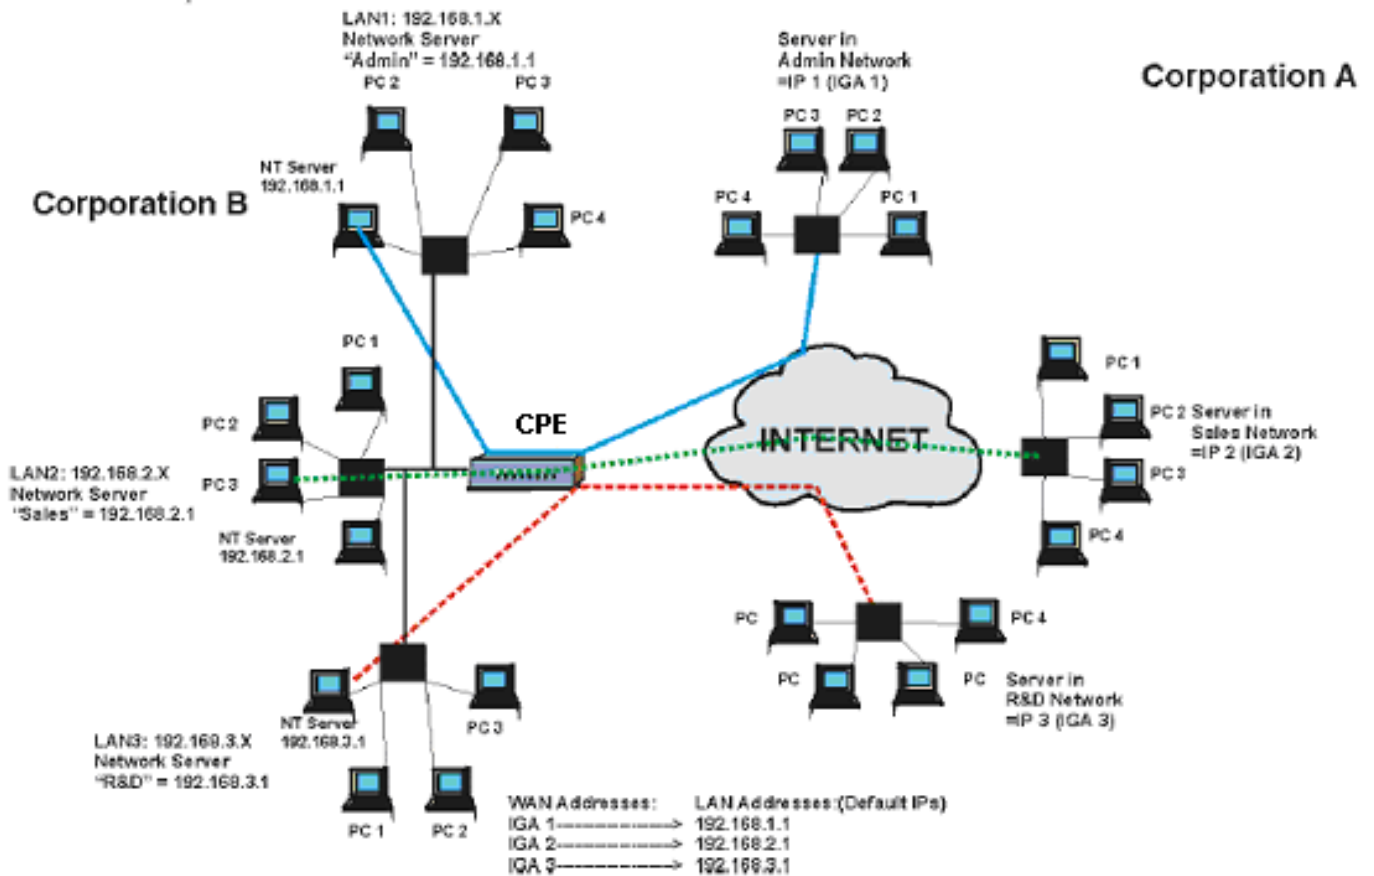 LAN1: 192.168.1.X
Network Server
"Admin" = 192.168.1.1
PC 2
PC 3
NT Server
192.168.1.1
PC 4
Corporation B
Server in
Admin Network
=IP 1 (IGA 1)
PC 3
PC 2
PC 4
PC 1
Corporation A
PC 1
PC 2
PC 3
LAN2: 192.168.2.X
Network Server
"Sales" = 192.168.2.1
NT Server
192.168.2.1
CPE
INTERNET
PC 1
PC 2
Server in
Sales Network
=IP 2 (IGA 2)
PC 3
PC 4
PC
PC 4
PC
PC
Server in
R&D Network
=IP 3 (IGA 3)
NT Server
192.168.3.1
PC 3
LAN3: 192.168.3.X
Network Server
"R&D" = 192.168.3.1
PC 1
PC 2
WAN Addresses: LAN Addresses:(Default IPs)
IGA 1--------------> 192.168.1.1
IGA 2--------------> 192.168.2.1
IGA 3--------------> 192.168.3.1